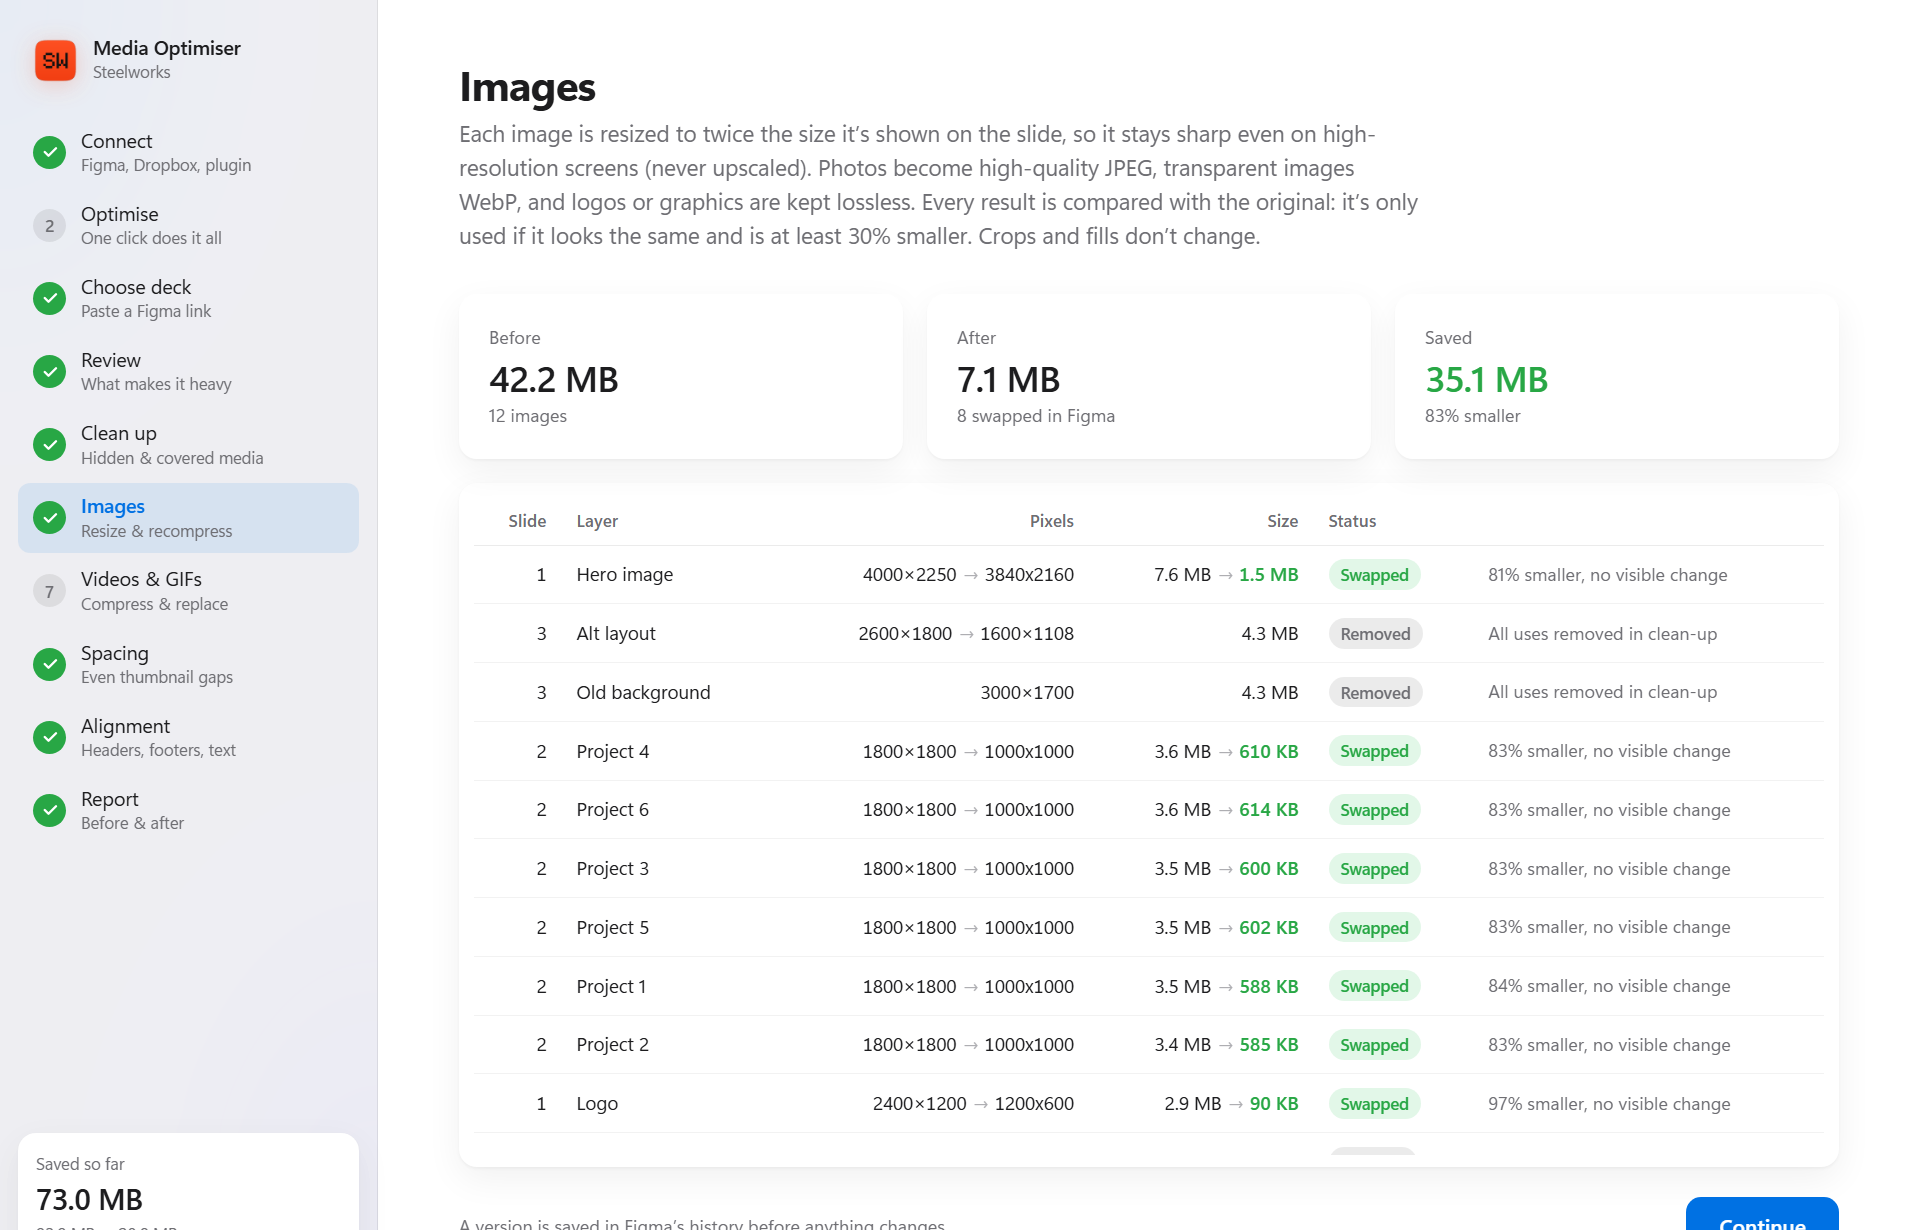 SW
Media Optimiser
Steelworks
Connect
Figma, Dropbox, plugin
2
Optimise
One click does it all
Choose deck
Paste a Figma link
Review
What makes it heavy
Clean up
Hidden & covered media
Images
Resize & recompress
7
Videos & GIFs
Compress & replace
Spacing
Even thumbnail gaps
Alignment
Headers, footers, text
Report
Before & after
Saved so far
73.0 MB
Images
Each image is resized to twice the size it’s shown on the slide, so it stays sharp even on high-
resolution screens (never upscaled). Photos become high-quality JPEG, transparent images
WebP, and logos or graphics are kept lossless. Every result is compared with the original: it’s only
used if it looks the same and is at least 30% smaller. Crops and fills don’t change.
Before
42.2 MB
12 images
After
7.1 MB
8 swapped in Figma
Saved
35.1 MB
83% smaller
Slide Layer Pixels Size Status
1 Hero image 4000×2250 → 3840x2160 7.6 MB → 1.5 MB Swapped 81% smaller, no visible change
3 Alt layout 2600×1800 → 1600×1108 4.3 MB Removed All uses removed in clean-up
3 Old background 3000×1700 4.3 MB Removed All uses removed in clean-up
2 Project 4 1800×1800 → 1000x1000 3.6 MB → 610 KB Swapped 83% smaller, no visible change
2 Project 6 1800×1800 → 1000x1000 3.6 MB → 614 KB Swapped 83% smaller, no visible change
2 Project 3 1800×1800 → 1000x1000 3.5 MB → 600 KB Swapped 83% smaller, no visible change
2 Project 5 1800×1800 → 1000x1000 3.5 MB → 602 KB Swapped 83% smaller, no visible change
2 Project 1 1800×1800 → 1000x1000 3.5 MB → 588 KB Swapped 84% smaller, no visible change
2 Project 2 1800×1800 → 1000x1000 3.4 MB → 585 KB Swapped 83% smaller, no visible change
1 Logo 2400×1200 → 1200x600 2.9 MB → 90 KB Swapped 97% smaller, no visible change
A version is saved in Figma’s history before anything changes
Continue